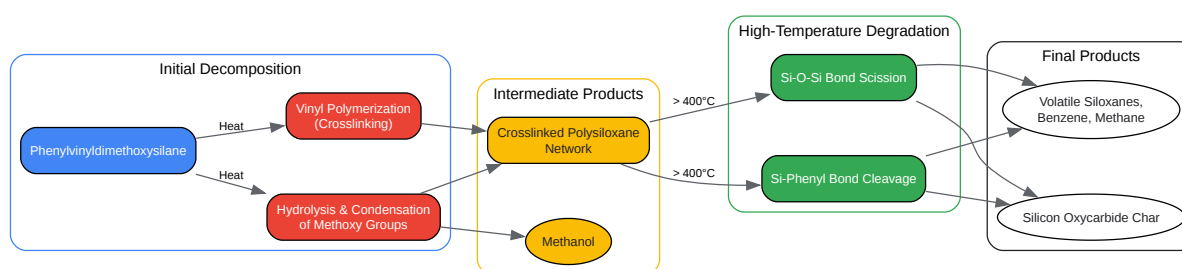 Initial Decomposition
Phenylvinyldimethoxysilane
Heat
Heat
Vinyl Polymerization
(Crosslinking)
Hydrolysis & Condensation
of Methoxy Groups
Intermediate Products
Crosslinked Polysiloxane
Network
Methanol
> 400°C
> 400°C
High-Temperature Degradation
Si-O-Si Bond Scission
Si-Phenyl Bond Cleavage
Final Products
Volatile Siloxanes,
Benzene, Methane
Silicon Oxycarbide Char